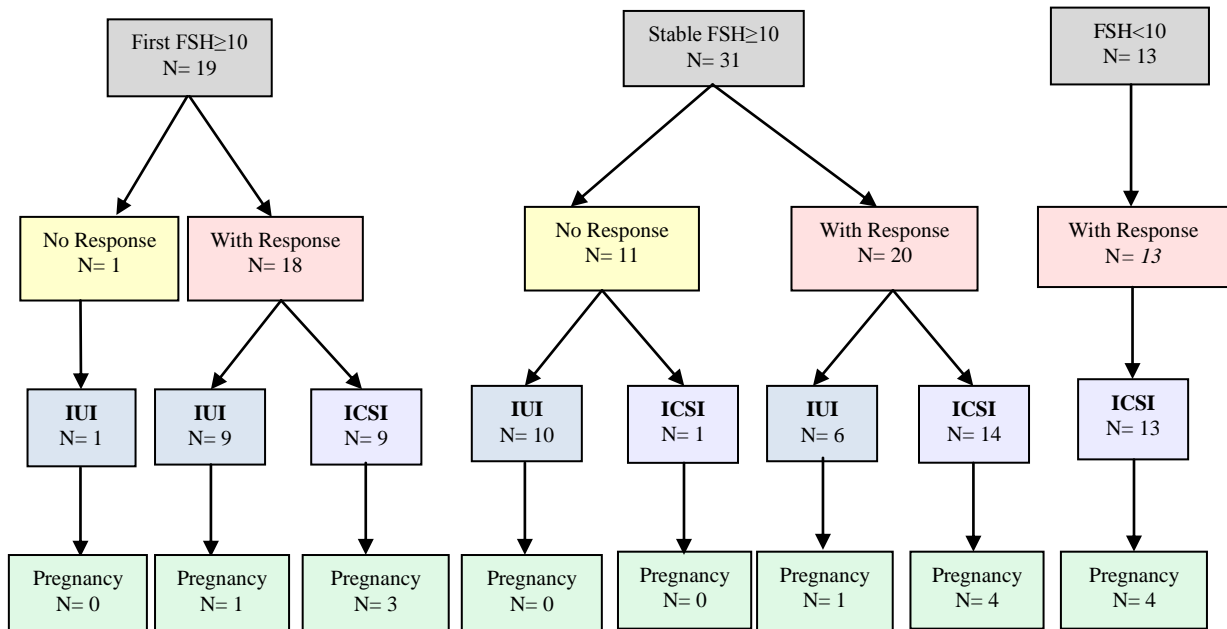 First FSH≥10
N= 19
Stable FSH≥10
N= 31
FSH<10
N= 13
No Response
N= 1
With Response
N= 18
No Response
N= 11
With Response
N= 20
With Response
N= 13
IUI
N= 1
IUI
N= 9
ICSI
N= 9
IUI
N= 10
ICSI
N= 1
IUI
N= 6
ICSI
N= 14
ICSI
N= 13
Pregnancy
N= 0
Pregnancy
N= 1
Pregnancy
N= 3
Pregnancy
N= 0
Pregnancy
N= 0
Pregnancy
N= 1
Pregnancy
N= 4
Pregnancy
N= 4